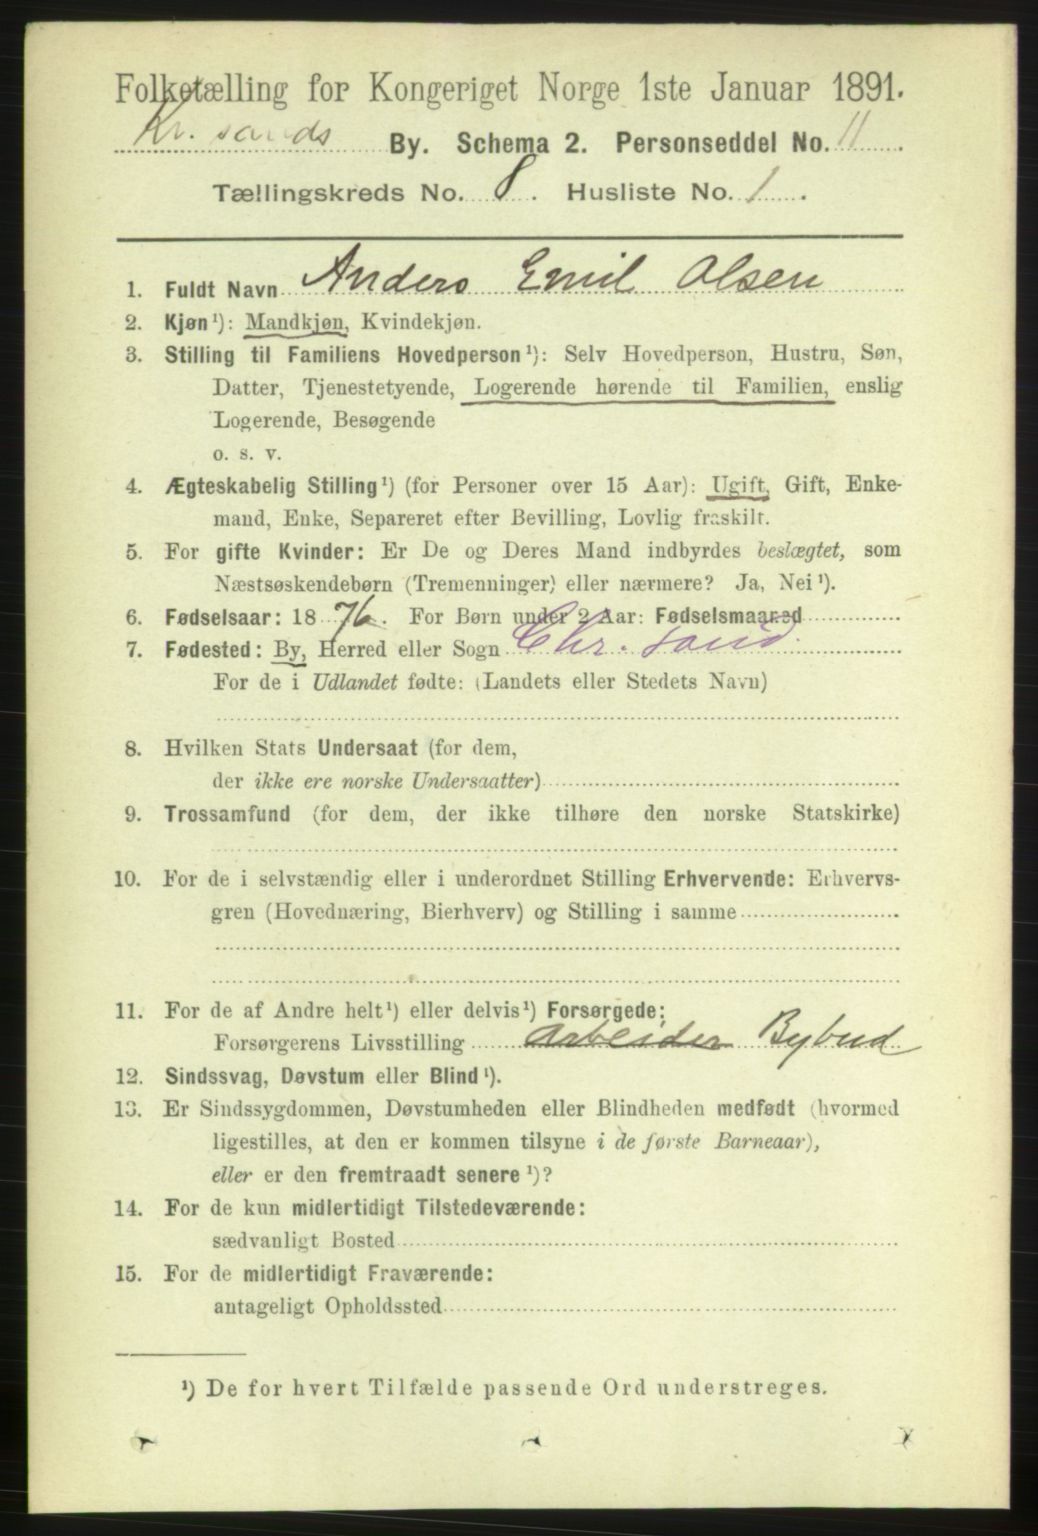 Folketælling for Kongeriget Norge 1ste Januar 1891.
Kr. sands By. Schema 2. Personseddel No. 11
Tællingskreds No. 8. Husliste No. 1.
1. Fuldt Navn Anders Emil Olsen
2. Kjøn¹): Mandkjøn, Kvindekjøn.
3. Stilling til Familiens Hovedperson¹): Selv Hovedperson, Hustru, Søn,
Datter, Tjenestetyende, Logerende hørende til Familien, enslig
Logerende, Besøgende
o. s. v.
4. Ægteskabelig Stilling¹) (for Personer over 15 Aar): Ugift, Gift, Enke-
mand, Enke, Separeret efter Bevilling, Lovlig fraskilt.
5. For gifte Kvinder: Er De og Deres Mand indbyrdes beslægtet, som
Næstsøskendebørn (Tremenninger) eller nærmere? Ja, Nei¹).
6. Fødselsaar: 1876. For Børn under 2 Aar: Fødselsmaaned
7. Fødested: By, Herred eller Sogn Chr. sand.
For de i Udlandet fødte: (Landets eller Stedets Navn)
8. Hvilken Stats Undersaat (for dem,
der ikke ere norske Undersaatter)
9. Trossamfund (for dem, der ikke tilhøre den norske Statskirke)
10. For de i selvstændig eller i underordnet Stilling Erhvervende: Erhvervs-
gren (Hovednæring, Bierhverv) og Stilling i samme
11. For de af Andre helt¹) eller delvis¹) Forsørgede:
Forsørgerens Livsstilling arbeider Bybud
12. Sindssvag, Døvstum eller Blind¹).
13. Er Sindssygdommen, Døvstumheden eller Blindheden medfødt (hvormed
ligestilles, at den er kommen tilsyne i de første Barneaar),
eller er den fremtraadt senere¹)?
14. For de kun midlertidigt Tilstedeværende:
sædvanligt Bosted
15. For de midlertidigt Fraværende:
antageligt Opholdssted
¹) De for hvert Tilfælde passende Ord understreges.